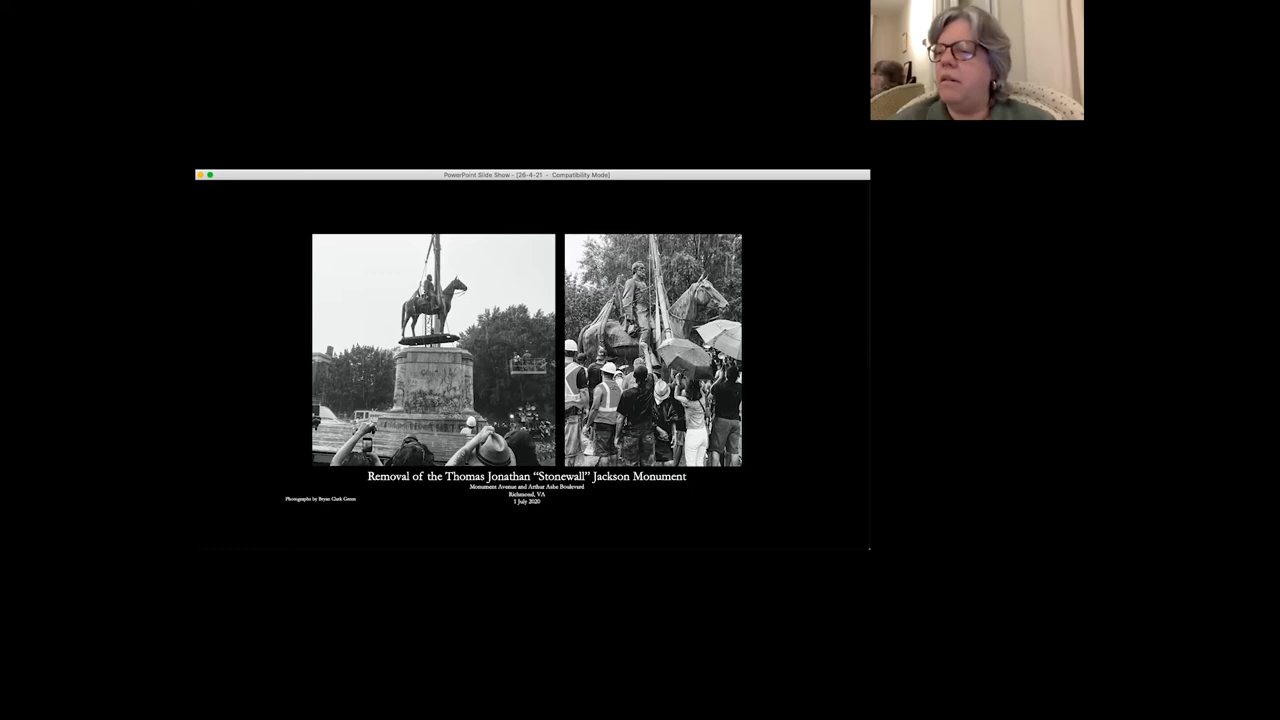 PowerPoint Slide Show - [26-4-21 - Compatibility Mode]
Removal of the Thomas Jonathan “Stonewall” Jackson Monument
Monument Avenue and Arthur Ashe Boulevard
Richmond, VA
1 July 2020
Photographs by Bryan Clark Green